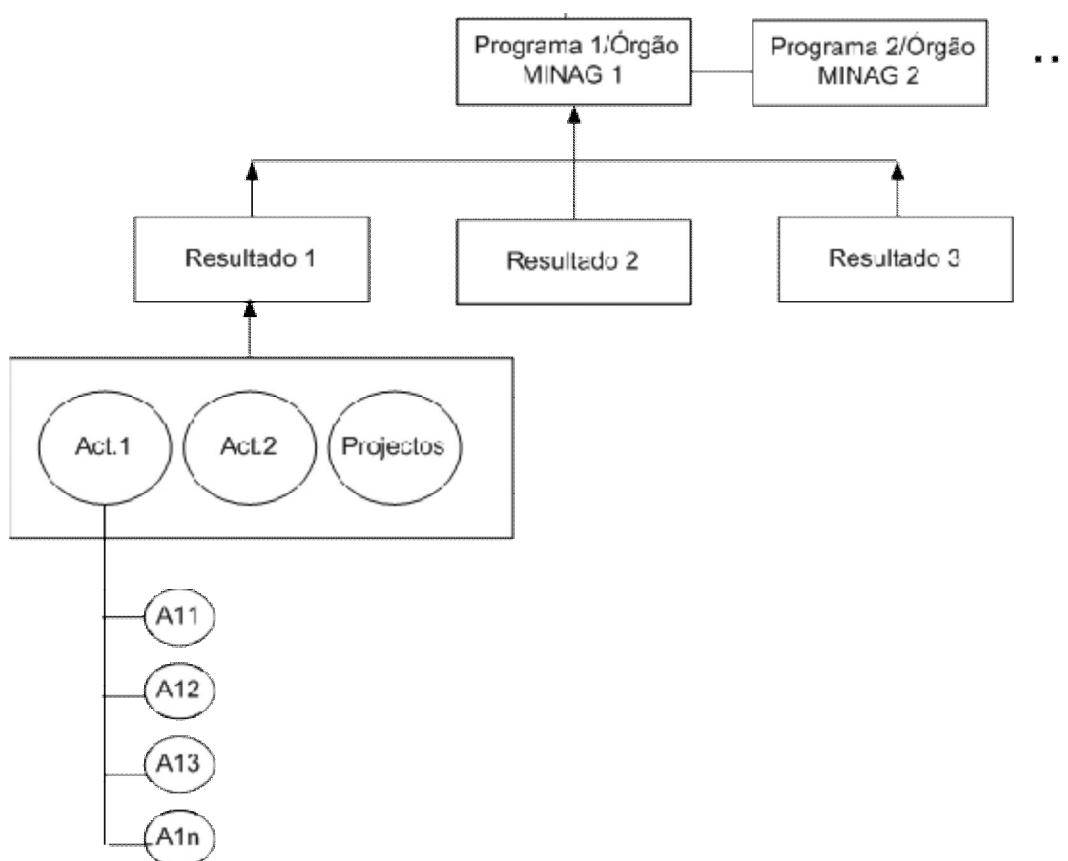 Programa 1/Órgão
MINAG 1
Programa 2/Órgão
MINAG 2
..
Resultado 1
Resultado 2
Resultado 3
Act.1
Act.2
Projectos
A11
A12
A13
A1n